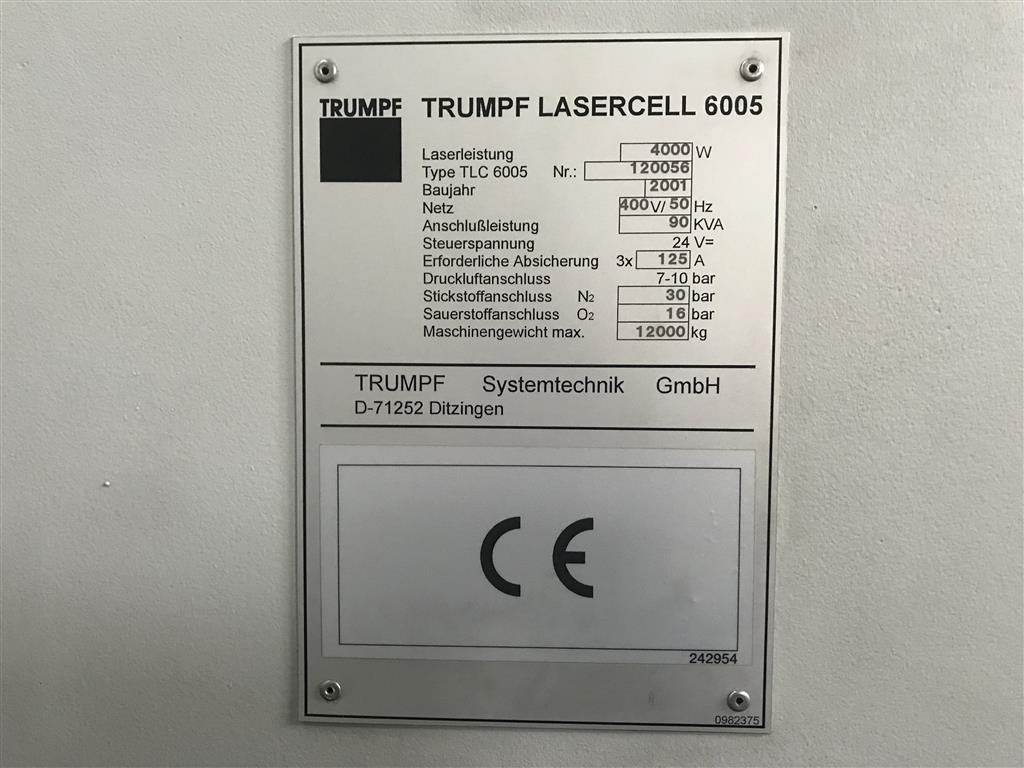 TRUMPF
TRUMPF LASERCELL 6005
Laserleistung 4000 W
Type TLC 6005 Nr.: 120056
Baujahr 2001
Netz 400 V/ 50 Hz
Anschlußleistung 90 KVA
Steuerspannung 24 V=
Erforderliche Absicherung 3x 125 A
Druckluftanschluss 7-10 bar
Stickstoffanschluss N2 30 bar
Sauerstoffanschluss O2 16 bar
Maschinengewicht max. 12000 kg
TRUMPF Systemtechnik GmbH
D-71252 Ditzingen
CE
242954
0982375